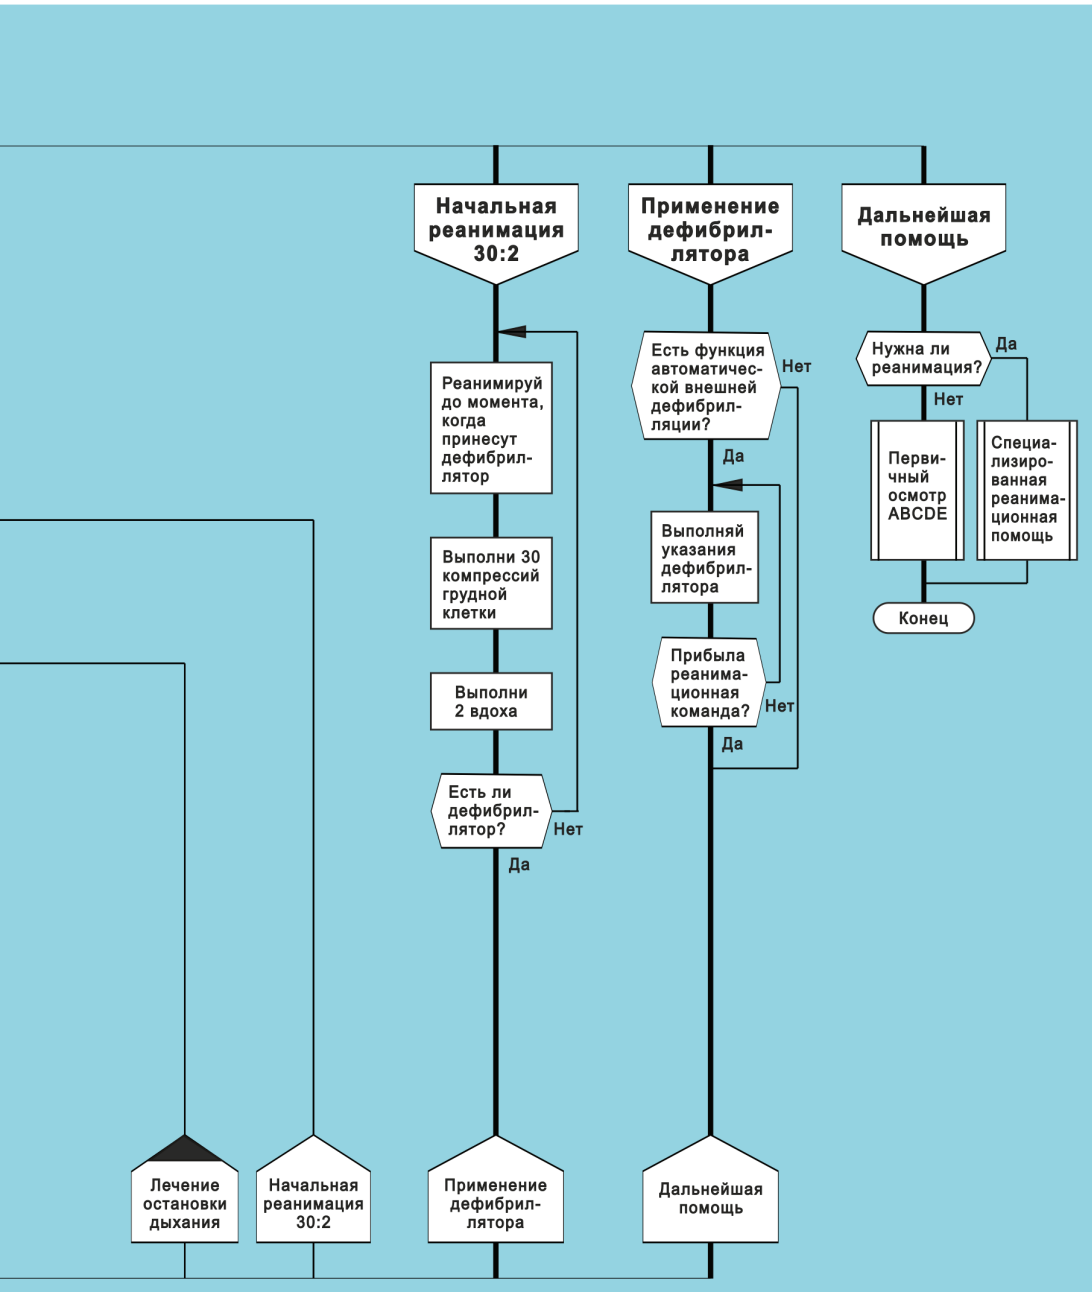 Начальная
реанимация
30:2
Реанимируй
до момента,
когда
принесут
дефибрил-
лятор
Выполни 30
компрессий
грудной
клетки
Выполни
2 вдоха
Есть ли
дефибрил-
лятор?
Нет
Да
Применение
дефибрил-
лятора
Есть функция
автоматичес-
кой внешней
дефибрил-
ляции?
Нет
Да
Выполняй
указания
дефибрил-
лятора
Прибыла
реанима-
ционная
команда?
Нет
Да
Дальнейшая
помощь
Нужна ли
реанимация?
Да
Нет
Перви-
чный
осмотр
ABCDE
Специа-
лизиро-
ванная
реанима-
ционная
помощь
Конец
Лечение
остановки
дыхания
Начальная
реанимация
30:2
Применение
дефибрил-
лятора
Дальнейшая
помощь